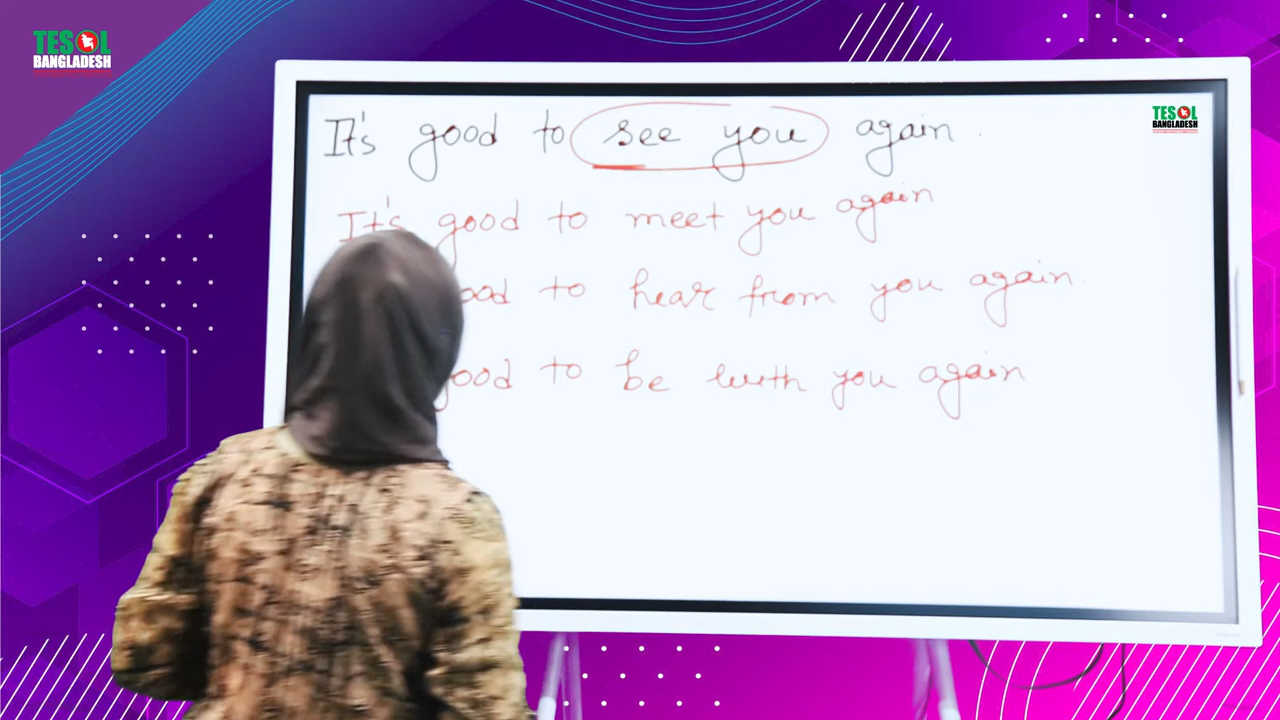 TESOL
BANGLADESH
TESOL
BANGLADESH
It's good to see you again.
It's good to meet you again
ood to hear from you again.
good to be with you again